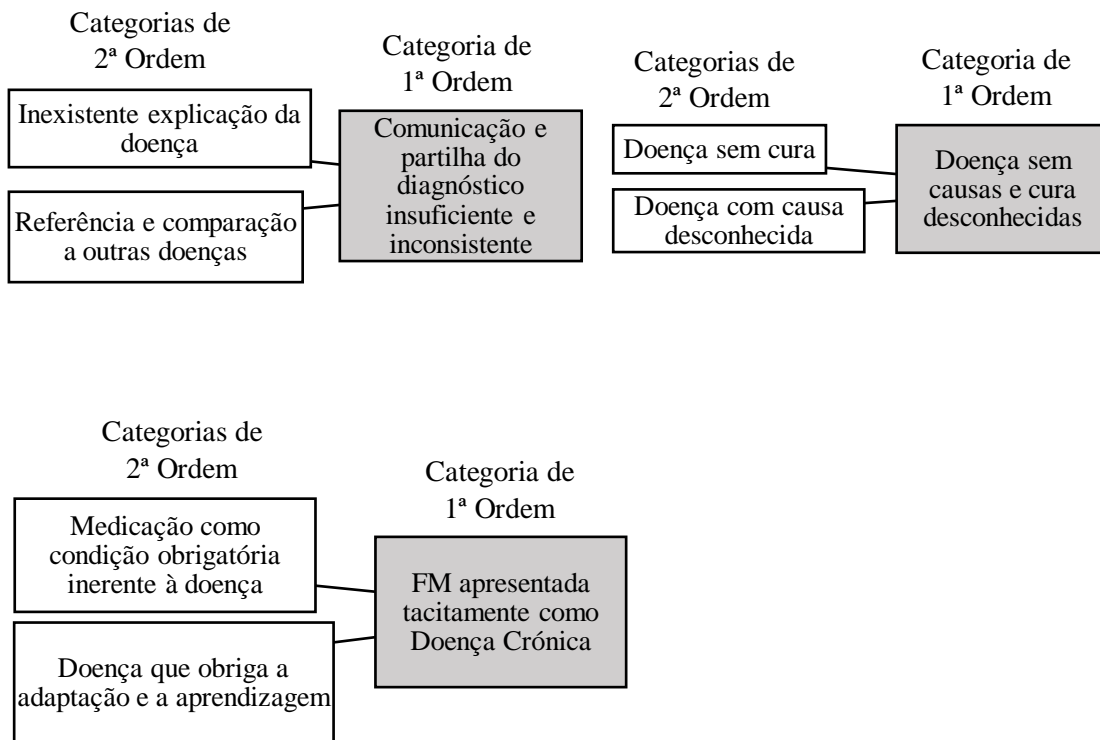 Categorias de
2ª Ordem
Inexistente explicação da
doença
Referência e comparação
a outras doenças
Categoria de
1ª Ordem
Comunicação e
partilha do
diagnóstico
insuficiente e
inconsistente
Categorias de
2ª Ordem
Doença sem cura
Doença com causa
desconhecida
Categoria de
1ª Ordem
Doença sem
causas e cura
desconhecidas
Categorias de
2ª Ordem
Medicação como
condição obrigatória
inerente à doença
Doença que obriga a
adaptação e a aprendizagem
Categoria de
1ª Ordem
FM apresentada
tacitamente como
Doença Crónica